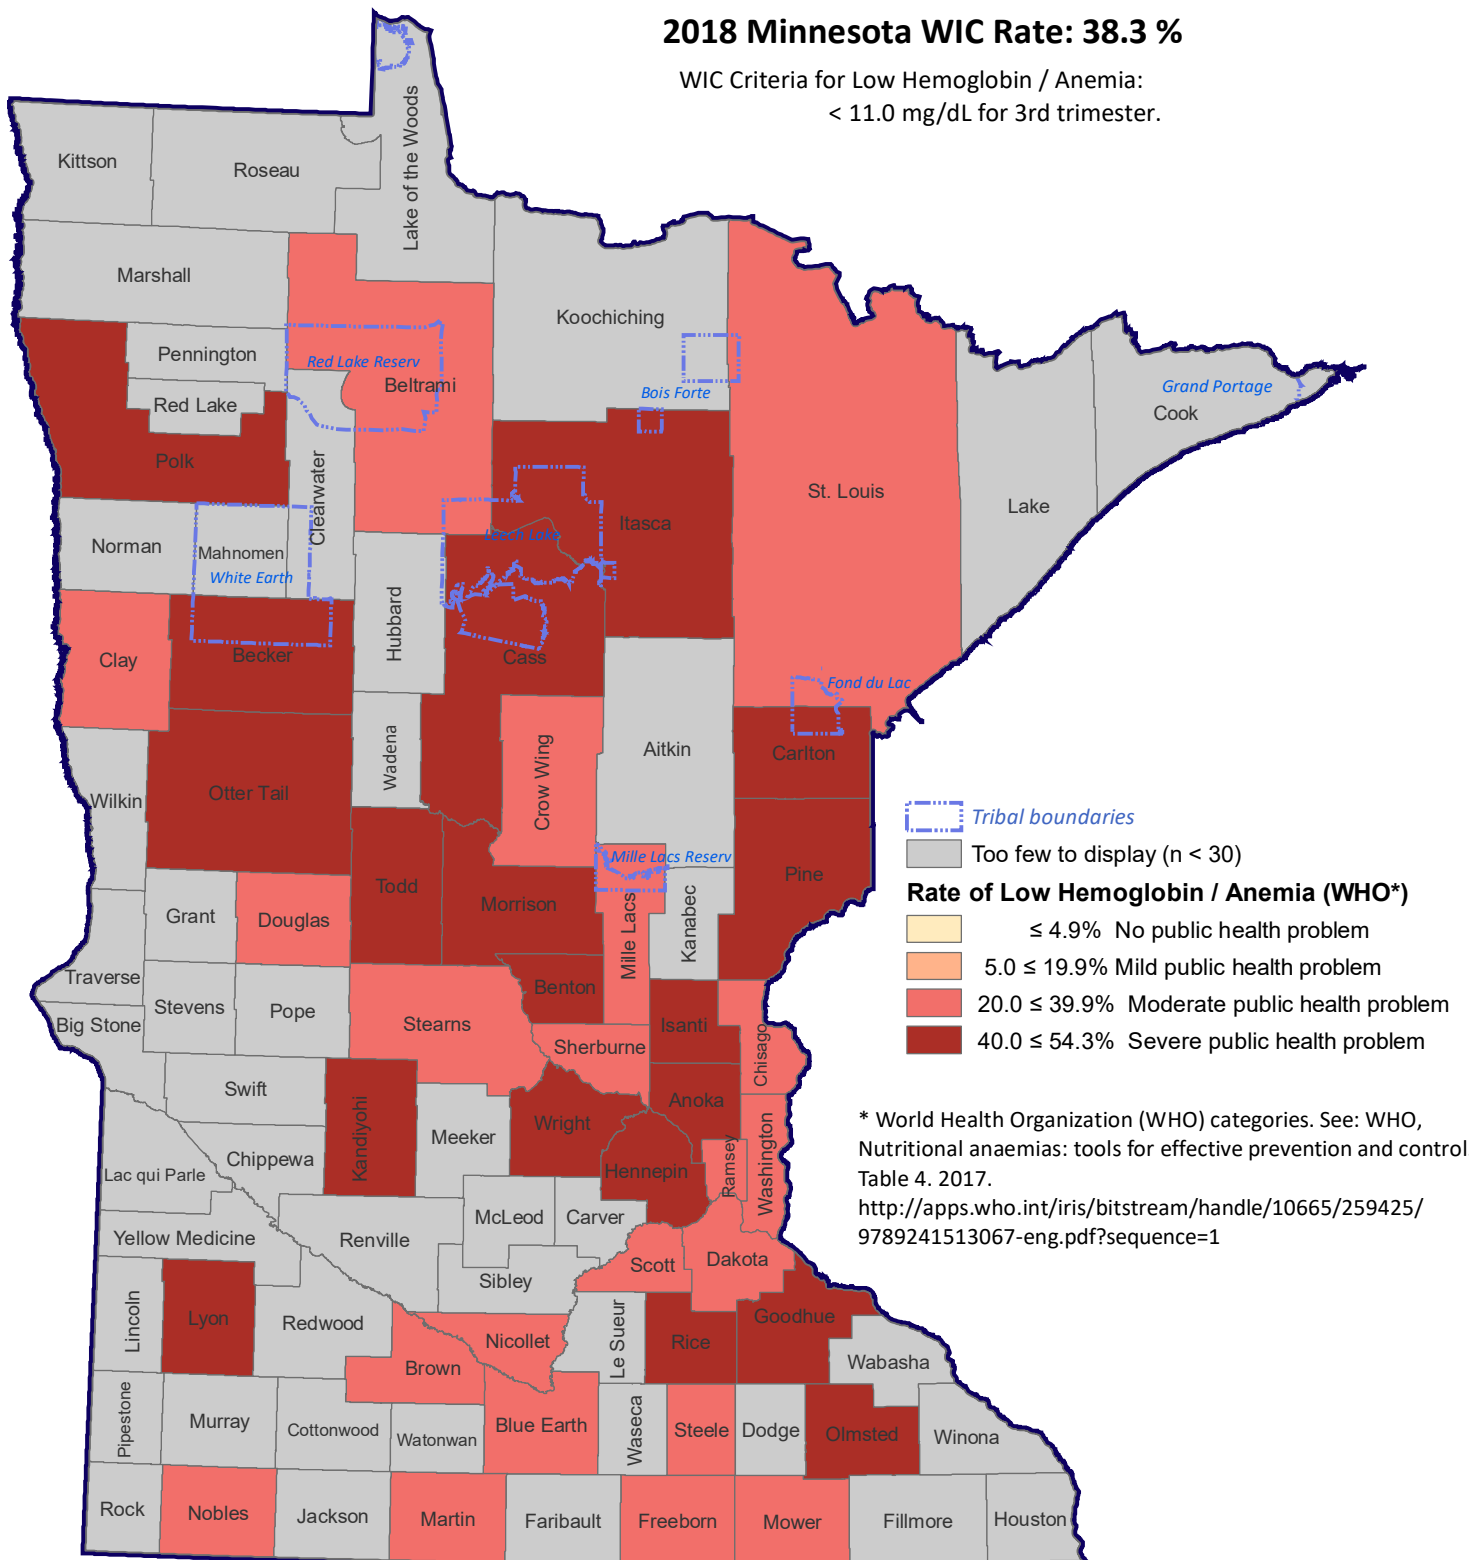 2018 Minnesota WIC Rate: 38.3 %
WIC Criteria for Low Hemoglobin / Anemia:
< 11.0 mg/dL for 3rd trimester.
Kittson
Roseau
Lake of the Woods
Marshall
Koochiching
Pennington
Red Lake Reserv
Beltrami
Red Lake
Bois Forte
Grand Portage
Cook
Polk
Clearwater
St. Louis
Lake
Itasca
Leech Lake
Norman
Mahnomen
White Earth
Hubbard
Clay
Becker
Cass
Fond du Lac
Wadena
Crow Wing
Aitkin
Carlton
Wilkin
Otter Tail
Tribal boundaries
Too few to display (n < 30)
Rate of Low Hemoglobin / Anemia (WHO*)
≤ 4.9% No public health problem
5.0 ≤ 19.9% Mild public health problem
20.0 ≤ 39.9% Moderate public health problem
40.0 ≤ 54.3% Severe public health problem
Mille Lacs Reserv
Todd
Morrison
Pine
Grant
Douglas
Mille Lacs
Kanabec
Traverse
Stevens
Pope
Benton
Big Stone
Stearns
Isanti
Sherburne
Chisago
Swift
Kandiyohi
Meeker
Wright
Anoka
* World Health Organization (WHO) categories. See: WHO,
Nutritional anaemias: tools for effective prevention and control
Table 4. 2017.
http://apps.who.int/iris/bitstream/handle/10665/259425/
9789241513067-eng.pdf?sequence=1
Lac qui Parle
Chippewa
Hennepin
Ramsey
Washington
McLeod
Carver
Yellow Medicine
Renville
Scott
Dakota
Sibley
Lincoln
Lyon
Redwood
Nicollet
Le Sueur
Rice
Goodhue
Brown
Wabasha
Pipestone
Murray
Cottonwood
Watonwan
Blue Earth
Waseca
Steele
Dodge
Olmsted
Winona
Rock
Nobles
Jackson
Martin
Faribault
Freeborn
Mower
Fillmore
Houston